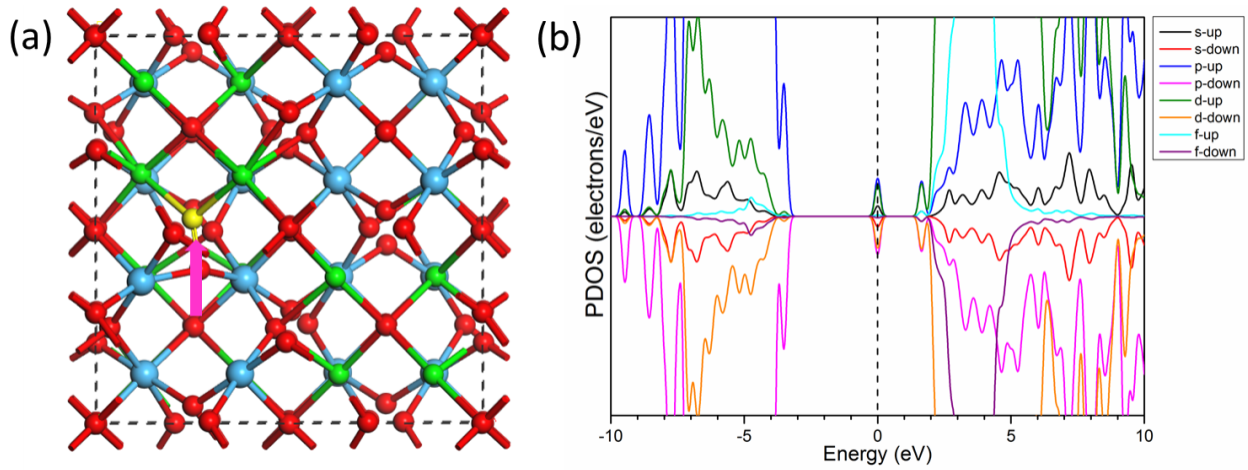 (a)
(b)
PDOS (electrons/eV)
s-up
s-down
p-up
p-down
d-up
d-down
f-up
f-down
-10 -5 0 5 10
Energy (eV)